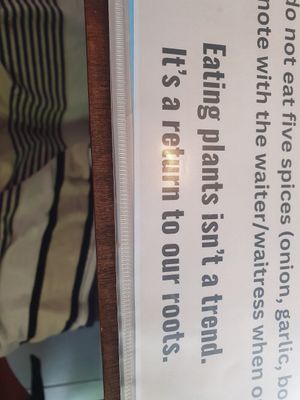 do not eat five spices (onion, garlic,
note with the waiter/waitress when
Eating plants isn't a trend.
It's a return to our roots.